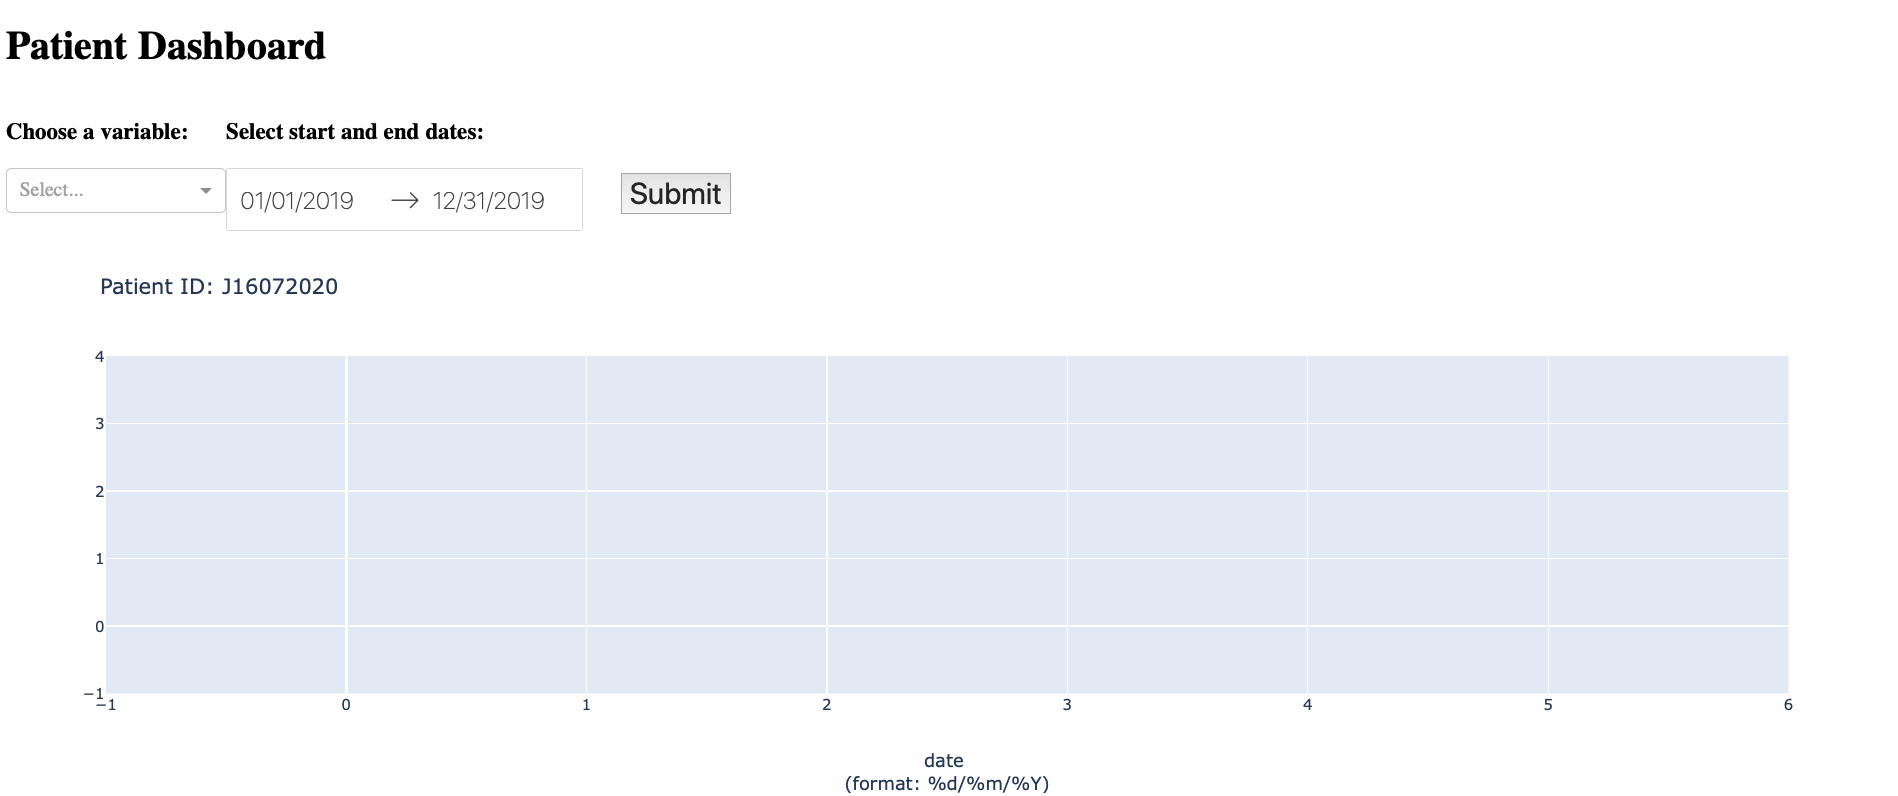 Patient Dashboard
Choose a variable: Select start and end dates:
Select... 01/01/2019 → 12/31/2019 Submit
Patient ID: J16072020
4
3
2
1
0
−1
−1 0 1 2 3 4 5 6
date
(format: %d/%m/%Y)